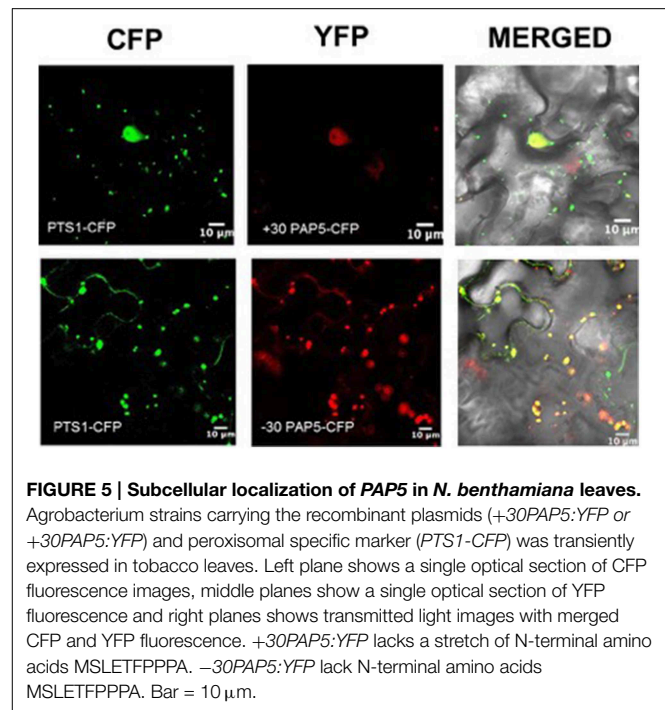 CFP YFP MERGED
PTS1-CFP 10 µm +30 PAP5-CFP 10 µm 10 µm
PTS1-CFP 10 µm -30 PAP5-CFP 10 µm 10 µm
FIGURE 5 | Subcellular localization of PAP5 in N. benthamiana leaves.
Agrobacterium strains carrying the recombinant plasmids (+30PAP5:YFP or
+30PAP5:YFP) and peroxisomal specific marker (PTS1-CFP) was transiently
expressed in tobacco leaves. Left plane shows a single optical section of CFP
fluorescence images, middle planes show a single optical section of YFP
fluorescence and right planes shows transmitted light images with merged
CFP and YFP fluorescence. +30PAP5:YFP lacks a stretch of N-terminal amino
acids MSLETFPPPA. −30PAP5:YFP lack N-terminal amino acids
MSLETFPPPA. Bar = 10 µm.